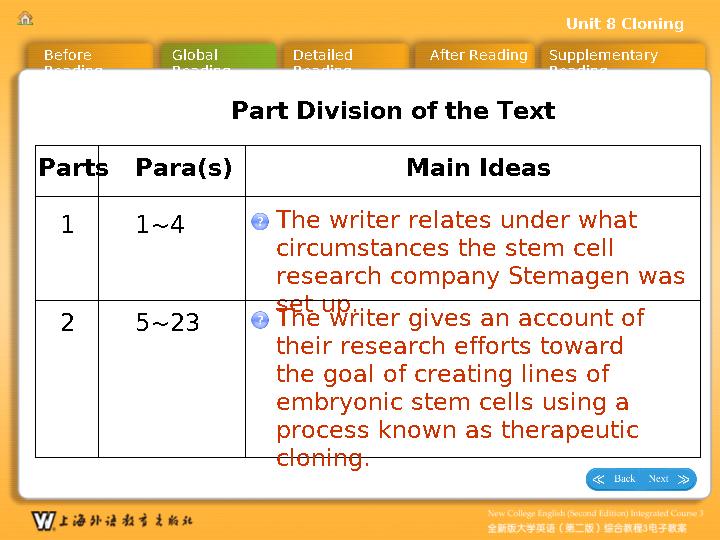 Unit 8 Cloning
Before Reading
Global Reading
Detailed Reading
After Reading
Supplementary Reading
Part Division of the Text
Parts Para(s) Main Ideas
1 1~4 The writer relates under what
circumstances the stem cell
research company Stemagen was
set up.
2 5~23 The writer gives an account of
their research efforts toward
the goal of creating lines of
embryonic stem cells using a
process known as therapeutic
cloning.
Back Next
上海外语教育出版社
New College English (Second Edition) Integrated Course 3
全新版大学英语（第二版）综合教程3电子教案